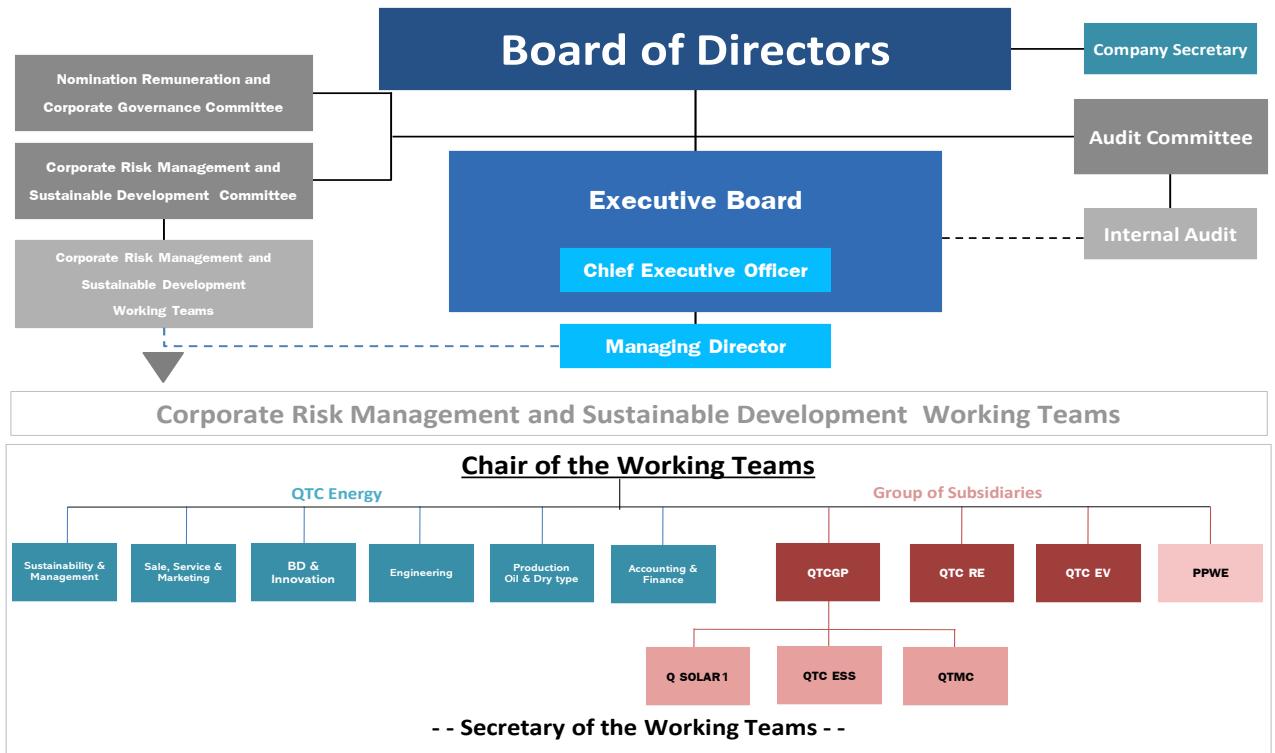 Board of Directors
Company Secretary
Nomination Remuneration and
Corporate Governance Committee
Audit Committee
Corporate Risk Management and
Sustainable Development Committee
Executive Board
Internal Audit
Corporate Risk Management and
Sustainable Development
Working Teams
Chief Executive Officer
Managing Director
Corporate Risk Management and Sustainable Development Working Teams
Chair of the Working Teams
QTC Energy
Group of Subsidiaries
Sustainability &
Management
Sale, Service &
Marketing
BD &
Innovation
Engineering
Production
Oil & Dry type
Accounting &
Finance
QTCGP
QTC RE
QTC EV
PPWE
Q SOLAR1
QTC ESS
QTMC
- - Secretary of the Working Teams - -